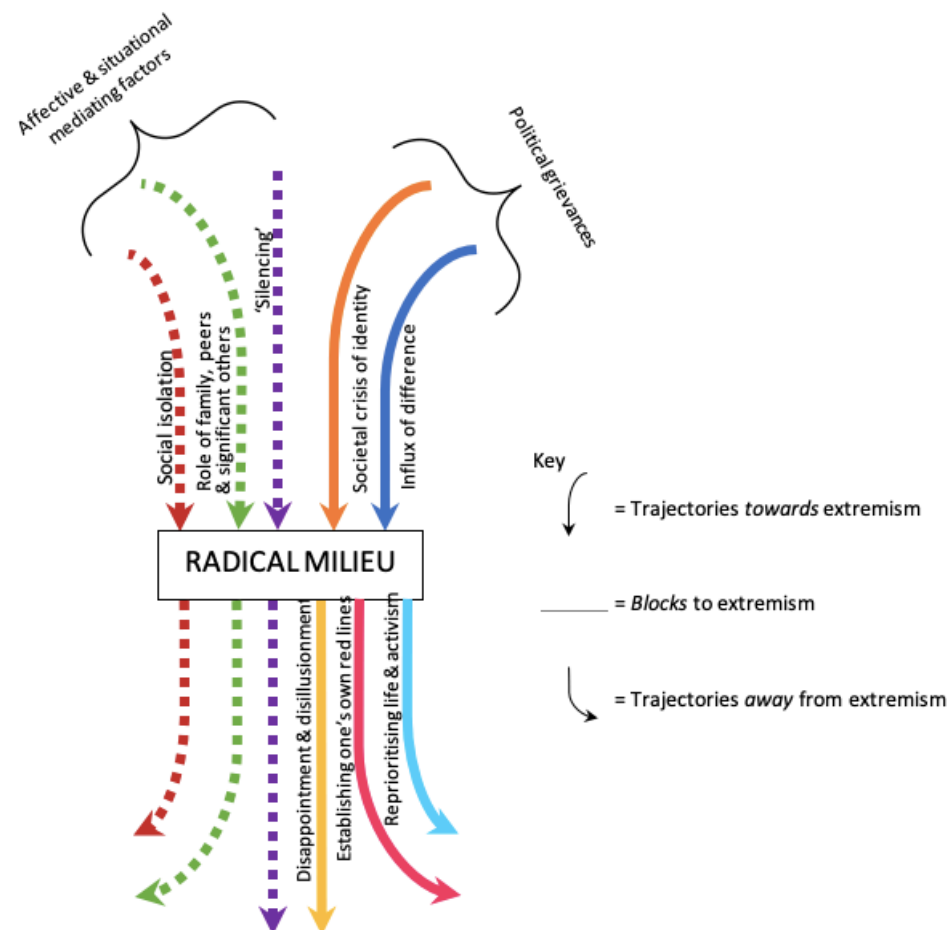 Affective & situational
mediating factors
Political grievances
'Silencing'
Social isolation
Role of family, peers
& significant others
Societal crisis of identity
Influx of difference
Key
= Trajectories towards extremism
RADICAL MILIEU
= Blocks to extremism
Disappointment & disillusionment
Establishing one's own red lines
Reprioritising life & activism
= Trajectories away from extremism